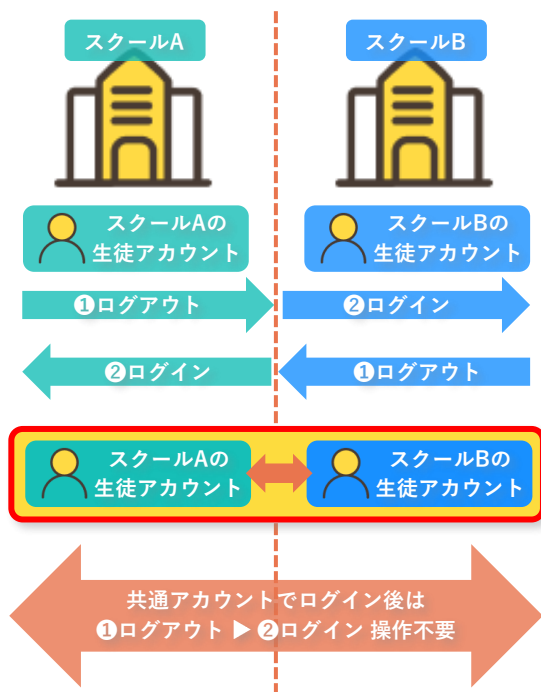 スクールA
スクールB
スクールAの
生徒アカウント
スクールBの
生徒アカウント
❶ログアウト
❷ログイン
❷ログイン
❶ログアウト
スクールAの
生徒アカウント
スクールBの
生徒アカウント
共通アカウントでログイン後は
❶ログアウト ▶ ❷ログイン 操作不要